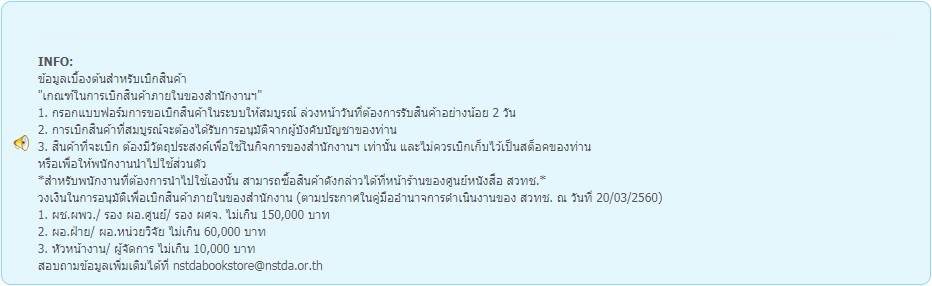 INFO:
ข้อมูลเบื้องต้นสำหรับเบิกสินค้า
"เกณฑ์ในการเบิกสินค้าภายในของสำนักงานฯ"
1. กรอกแบบฟอร์มการขอเบิกสินค้าในระบบให้สมบูรณ์ ล่วงหน้าวันที่ต้องการรับสินค้าอย่างน้อย 2 วัน
2. การเบิกสินค้าที่สมบูรณ์จะต้องได้รับการอนุมัติจากผู้บังคับบัญชาของท่าน
3. สินค้าที่จะเบิก ต้องมีวัตถุประสงค์เพื่อใช้ในกิจการของสำนักงานฯ เท่านั้น และไม่ควรเบิกเก็บไว้เป็นสต็อคของท่าน
หรือเพื่อให้พนักงานนำไปใช้ส่วนตัว
*สำหรับพนักงานที่ต้องการนำไปใช้เองนั้น สามารถซื้อสินค้าดังกล่าวได้ที่หน้าร้านของศูนย์หนังสือ สวทช.*
วงเงินในการอนุมัติเพื่อเบิกสินค้าภายในของสำนักงาน (ตามประกาศในคู่มืออำนาจการดำเนินงานของ สวทช. ณ วันที่ 20/03/2560)
1. ผช.ผพว./ รอง ผอ.ศูนย์/ รอง ผศจ. ไม่เกิน 150,000 บาท
2. ผอ.ฝ่าย/ ผอ.หน่วยวิจัย ไม่เกิน 60,000 บาท
3. หัวหน้างาน/ ผู้จัดการ ไม่เกิน 10,000 บาท
สอบถามข้อมูลเพิ่มเติมได้ที่ nstdabookstore@nstda.or.th